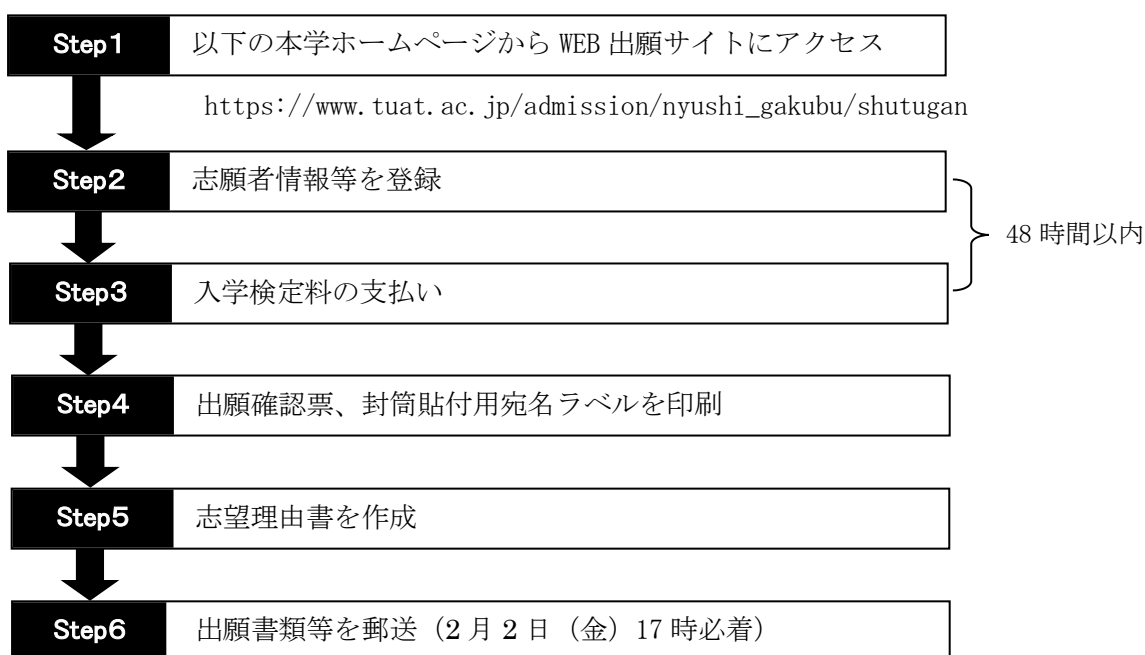 Step1 以下の本学ホームページから WEB 出願サイトにアクセス
https://www.tuat.ac.jp/admission/nyushi_gakubu/shutugan
Step2 志願者情報等を登録
48 時間以内
Step3 入学検定料の支払い
Step4 出願確認票、封筒貼付用宛名ラベルを印刷
Step5 志望理由書を作成
Step6 出願書類等を郵送（2 月 2 日（金）17 時必着）